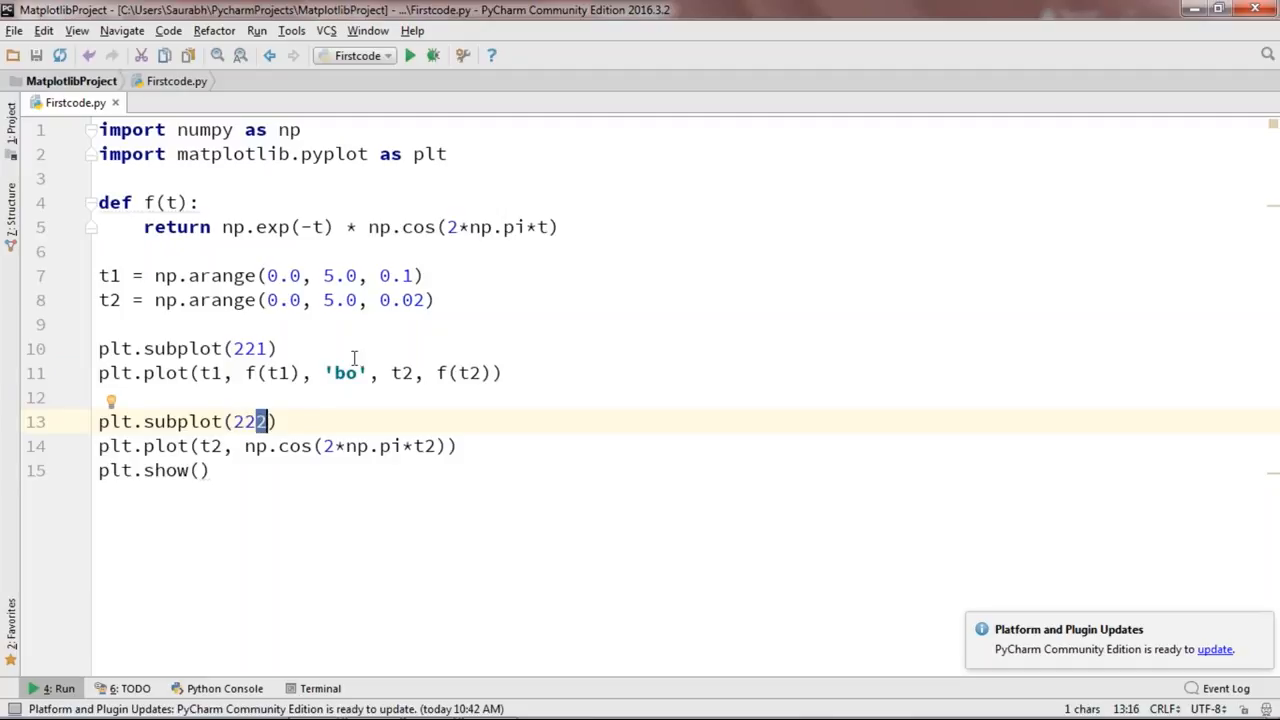 MatplotlibProject - [C:\Users\Saurabh\PycharmProjects\MatplotlibProject] - ...\Firstcode.py - PyCharm Community Edition 2016.3.2
File Edit View Navigate Code Refactor Run Tools VCS Window Help
Firstcode
MatplotlibProject Firstcode.py
Firstcode.py
1: Project
7: Structure
2: Favorites
1 import numpy as np
2 import matplotlib.pyplot as plt
3
4 def f(t):
5 return np.exp(-t) * np.cos(2*np.pi*t)
6
7 t1 = np.arange(0.0, 5.0, 0.1)
8 t2 = np.arange(0.0, 5.0, 0.02)
9
10 plt.subplot(221)
11 plt.plot(t1, f(t1), 'bo', t2, f(t2))
12
13 plt.subplot(222)
14 plt.plot(t2, np.cos(2*np.pi*t2))
15 plt.show()
Platform and Plugin Updates
PyCharm Community Edition is ready to update.
4: Run 6: TODO Python Console Terminal Event Log
Platform and Plugin Updates: PyCharm Community Edition is ready to update. (today 10:42 AM) 1 chars 13:16 CRLF÷ UTF-8÷